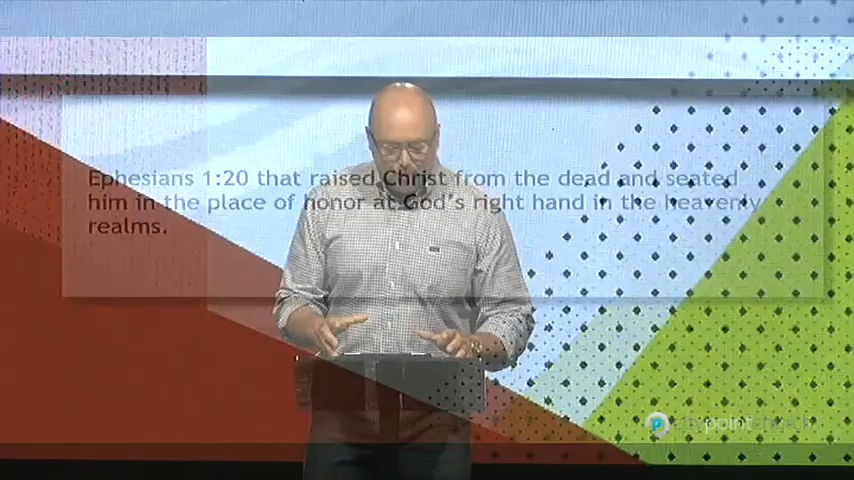 Ephesians 1:20 that raised Christ from the dead and seated
him in the place of honor at God's right hand in the heavenly
realms.
citypointchurch